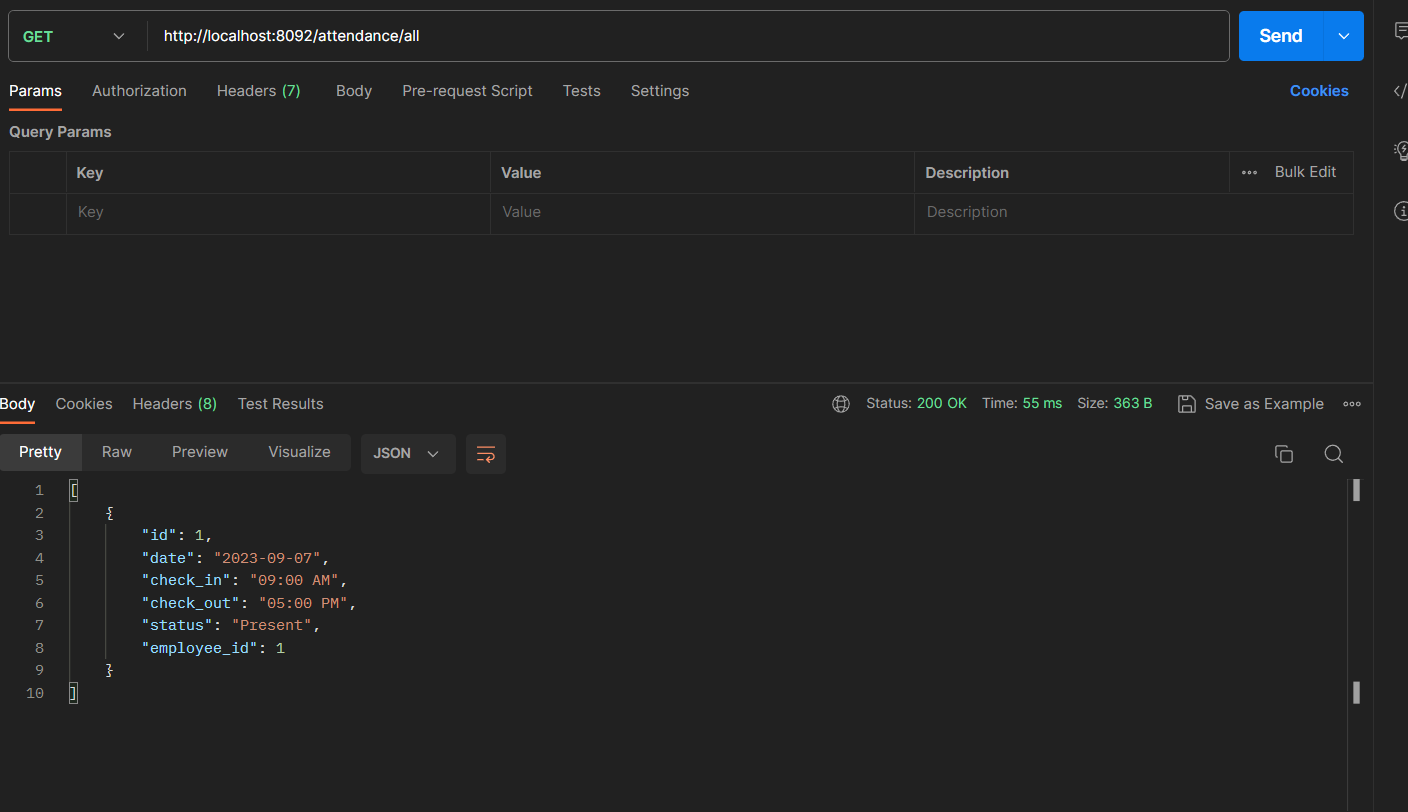 GET http://localhost:8092/attendance/all Send
Params Authorization Headers (7) Body Pre-request Script Tests Settings Cookies
Query Params
Key Value Description Bulk Edit
Key Value Description
Body Cookies Headers (8) Test Results Status: 200 OK Time: 55 ms Size: 363 B Save as Example
Pretty Raw Preview Visualize JSON
1 [
2 {
3 "id": 1,
4 "date": "2023-09-07",
5 "check_in": "09:00 AM",
6 "check_out": "05:00 PM",
7 "status": "Present",
8 "employee_id": 1
9 }
10 ]